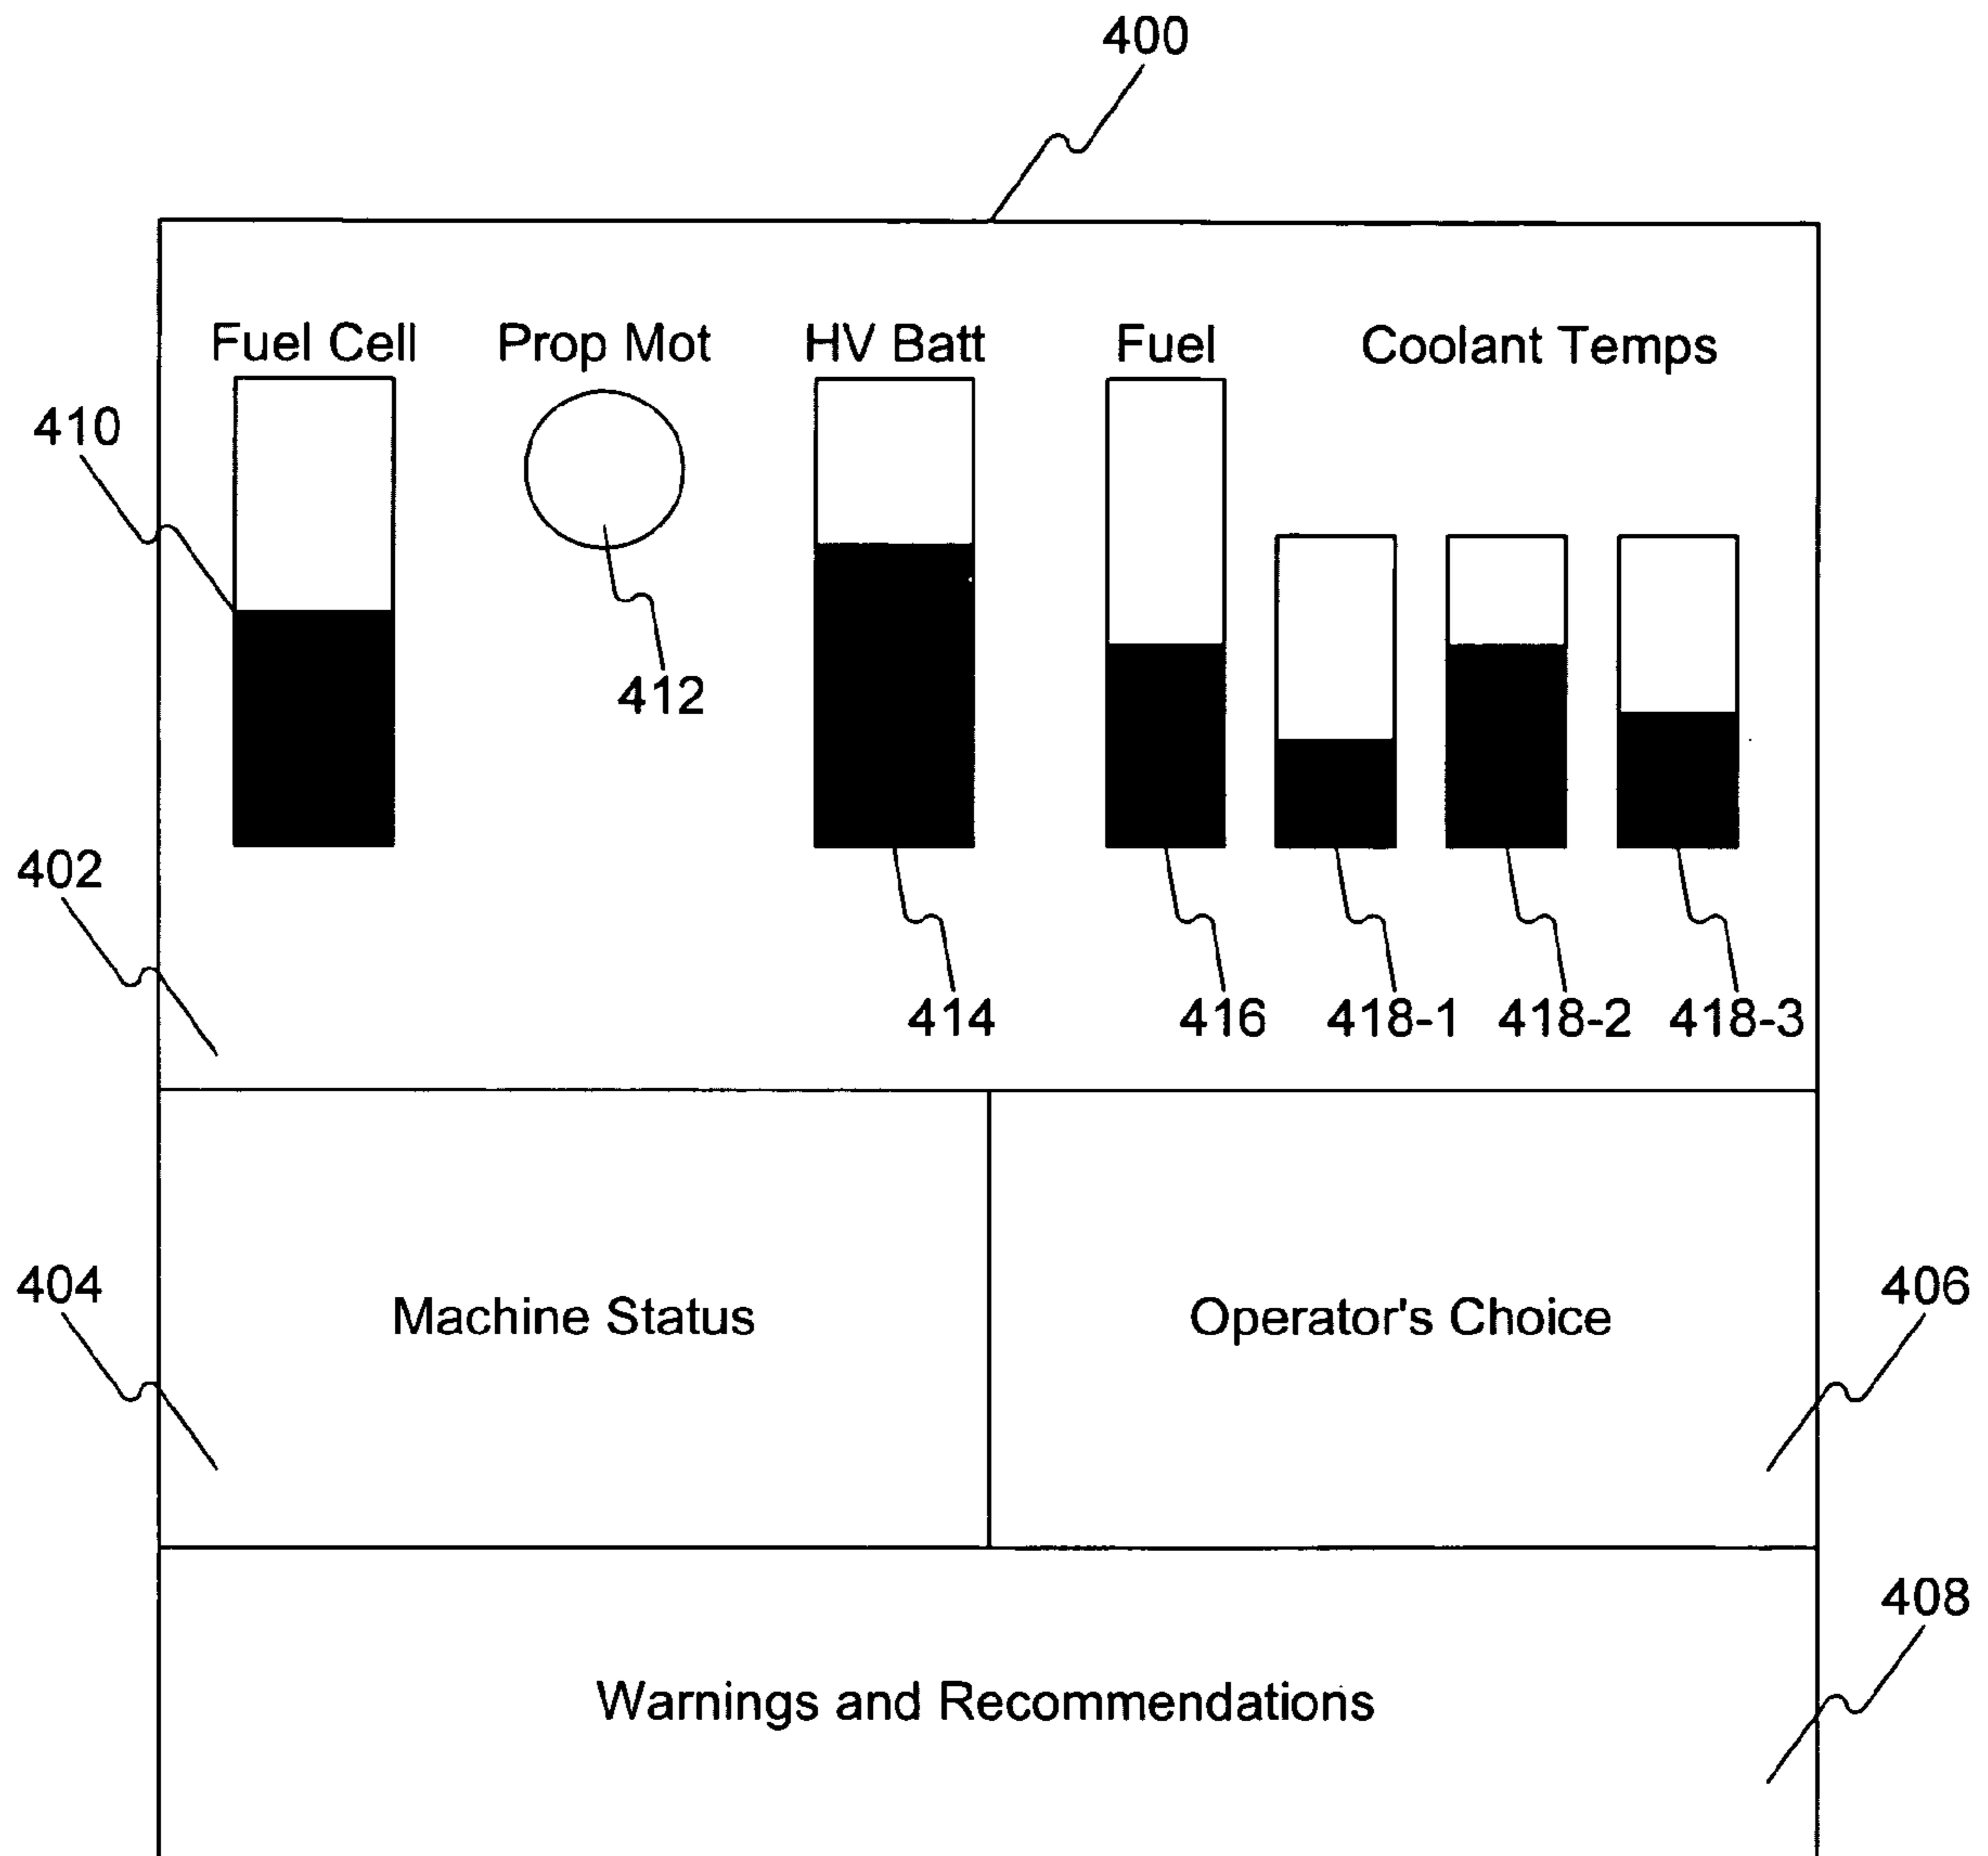 400
Fuel Cell
Prop Mot
HV Batt
Fuel
Coolant Temps
410
412
402
414
416
418-1
418-2
418-3
404
Machine Status
Operator's Choice
406
408
Warnings and Recommendations